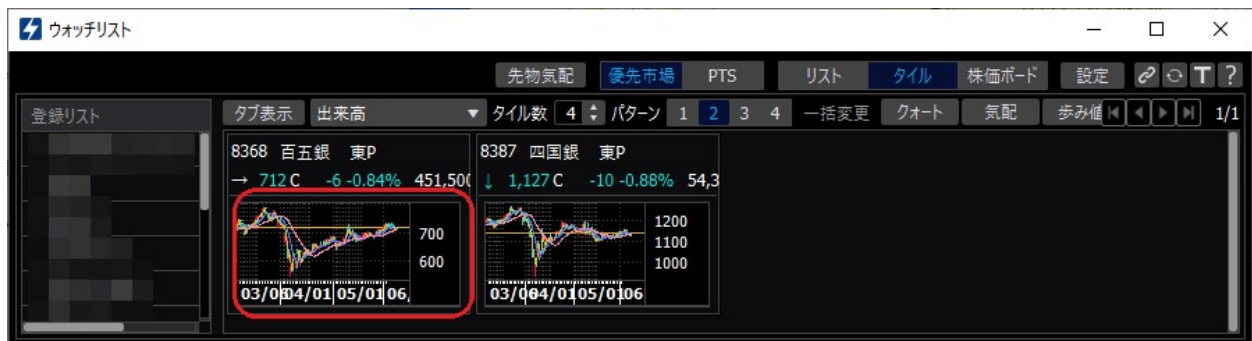 ウォッチリスト
先物気配 優先市場 PTS リスト タイル 株価ボード 設定 T ?
登録リスト タブ表示 出来高 タイル数 4 パターン 1 2 3 4 一括変更 クォート 気配 歩み値 1/1
8368 百五銀 東P
→ 712 C -6 -0.84% 451,500
700
600
03/06 04/01 05/01 06
8387 四国銀 東P
↓ 1,127 C -10 -0.88% 54,3
1200
1100
1000
03/06 04/01 05/01 06